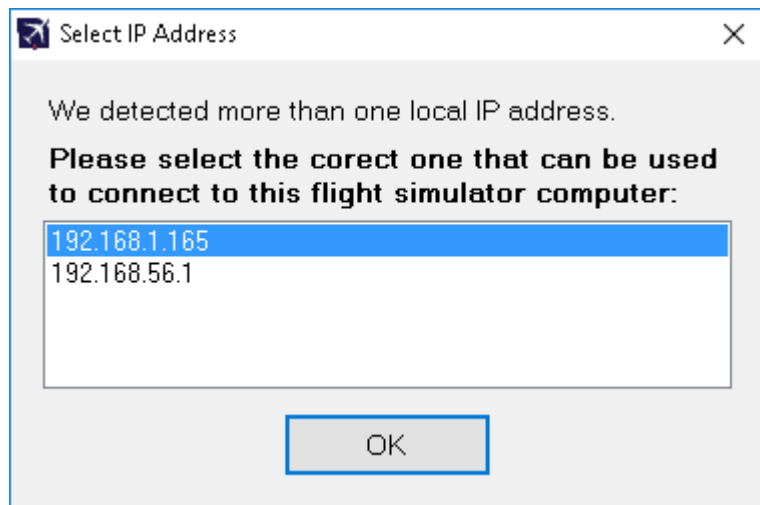 Select IP Address
We detected more than one local IP address.
Please select the corect one that can be used
to connect to this flight simulator computer:
192.168.1.165
192.168.56.1
OK